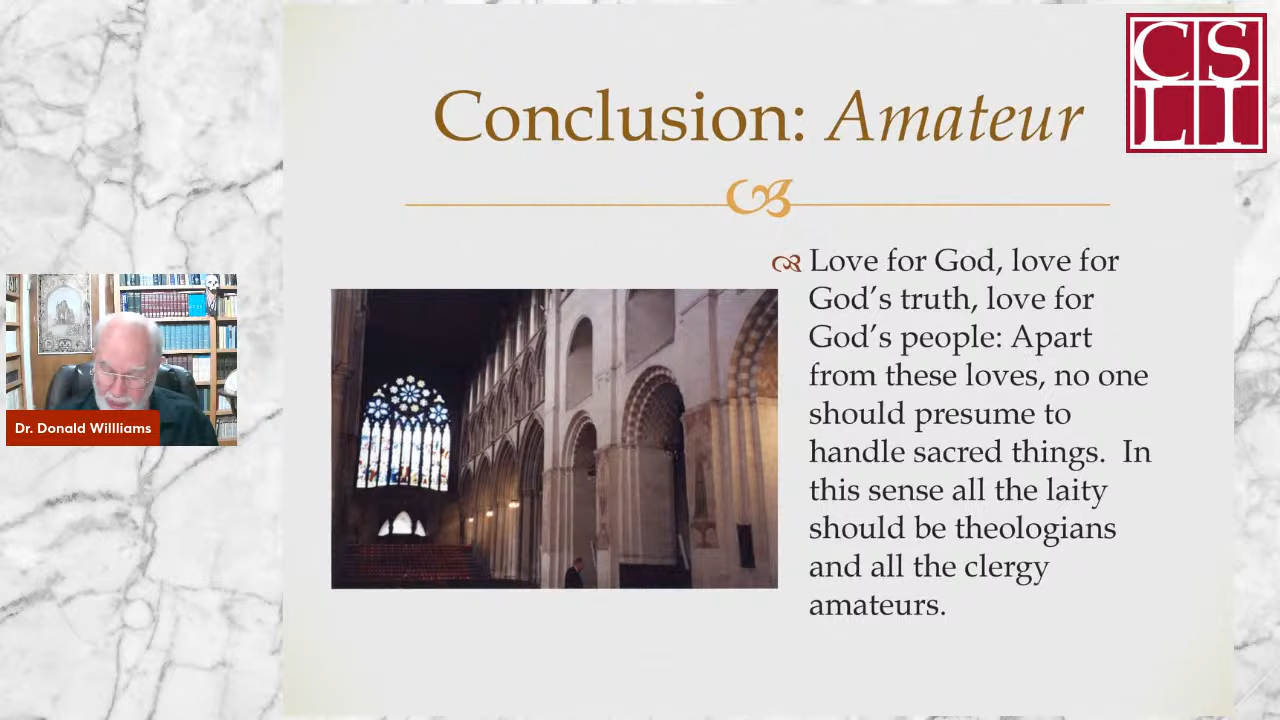 CS
LI
Conclusion: Amateur
Love for God, love for
God’s truth, love for
God’s people: Apart
from these loves, no one
should presume to
handle sacred things.  In
this sense all the laity
should be theologians
and all the clergy
amateurs.
Dr. Donald Willliams